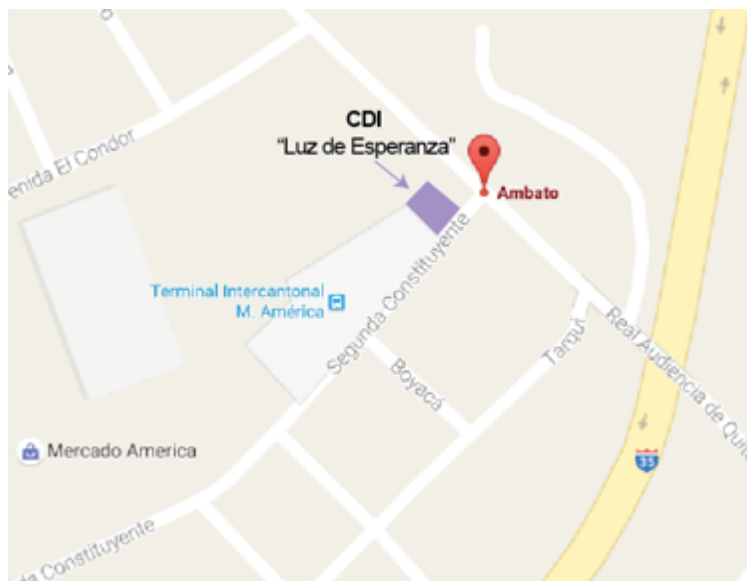 CDI
"Luz de Esperanza"
Ambato
enida El Condor
Terminal Intercantonal
M. América
Segunda Constituyente
Boyacá
Tarqui
Real Audiencia de Quito
Mercado America
35
da Constituyente